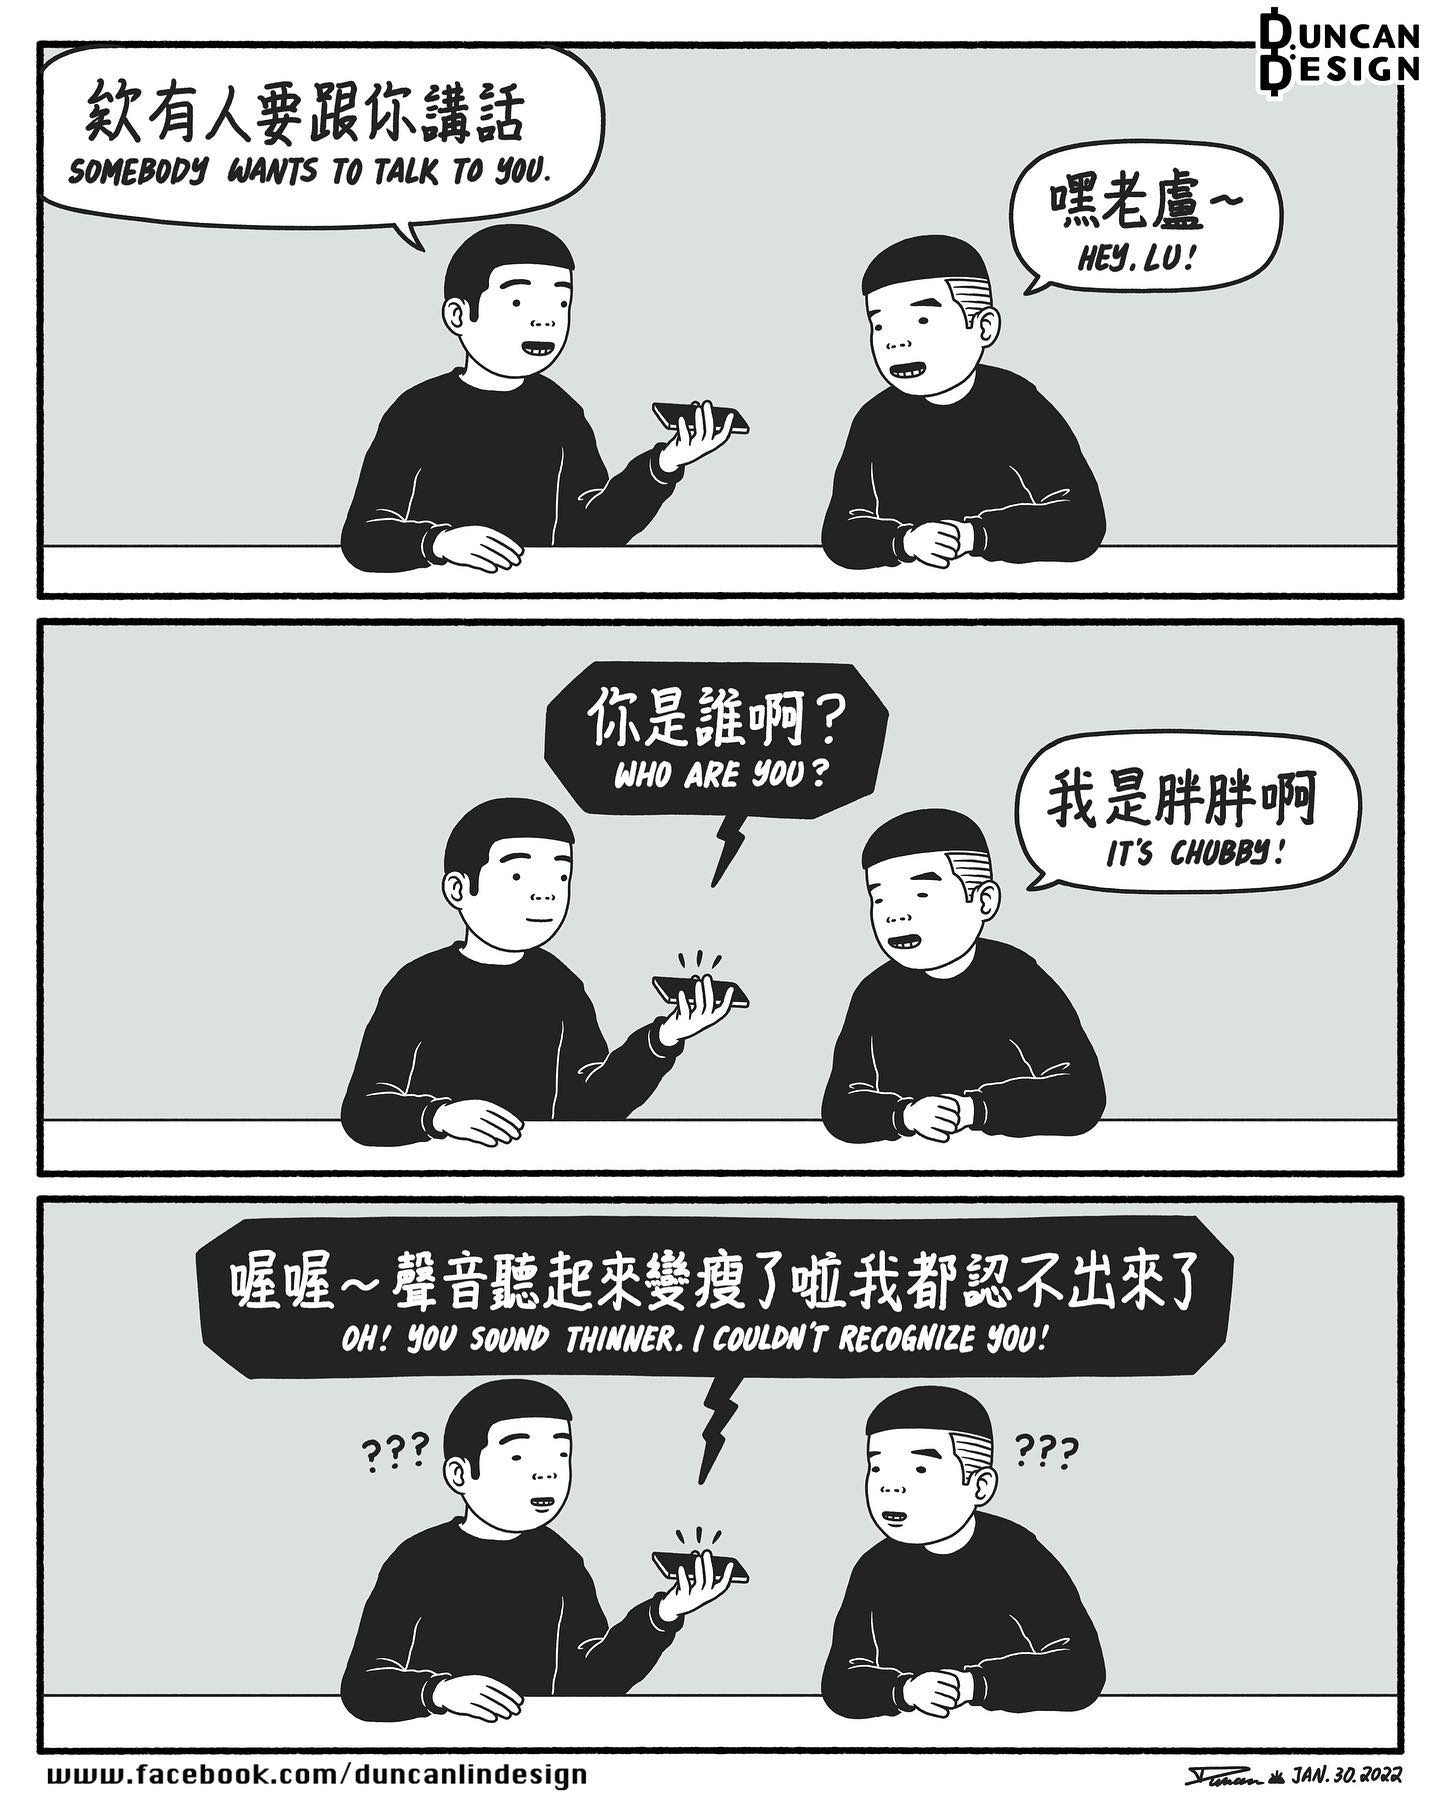 DUNCAN
DESIGN
欸有人要跟你講話
SOMEBODY WANTS TO TALK TO YOU.
嘿老盧～
HEY, LU!
你是誰啊？
WHO ARE YOU?
我是胖胖啊
IT'S CHUBBY!
喔喔～聲音聽起來變瘦了啦我都認不出來了
OH! YOU SOUND THINNER. I COULDN'T RECOGNIZE YOU!
???
???
www.facebook.com/duncanlindesign
Duncan JAN.30.2022